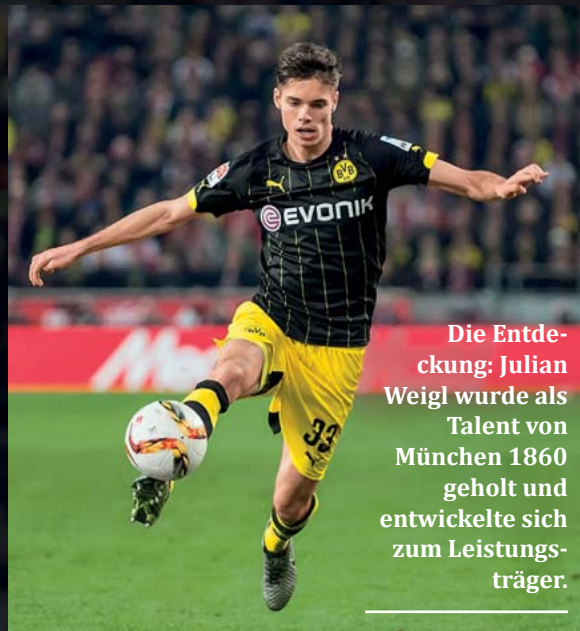 BVB
EVONIK
BVB
33
Die Entde-
ckung: Julian
Weigl wurde als
Talent von
München 1860
geholt und
entwickelte sich
zum Leistungs-
träger.